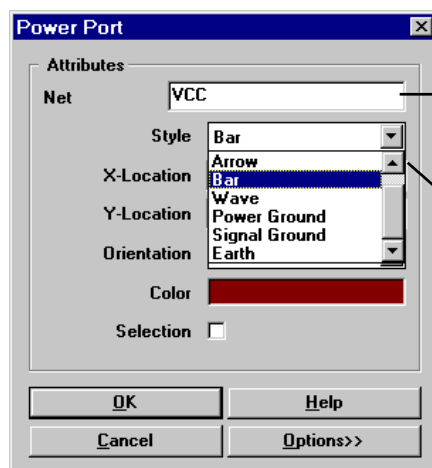 Power Port
Attributes
Net VCC
Style Bar
Arrow
X-Location Bar
Wave
Y-Location Power Ground
Signal Ground
Orientation Earth
Color
Selection
OK Help
Cancel Options>>